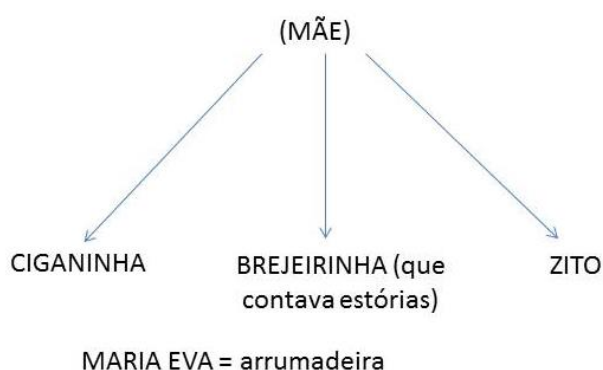 (MÃE)
CIGANINHA
BREJEIRINHA (que
contava estórias)
ZITO
MARIA EVA = arrumadeira